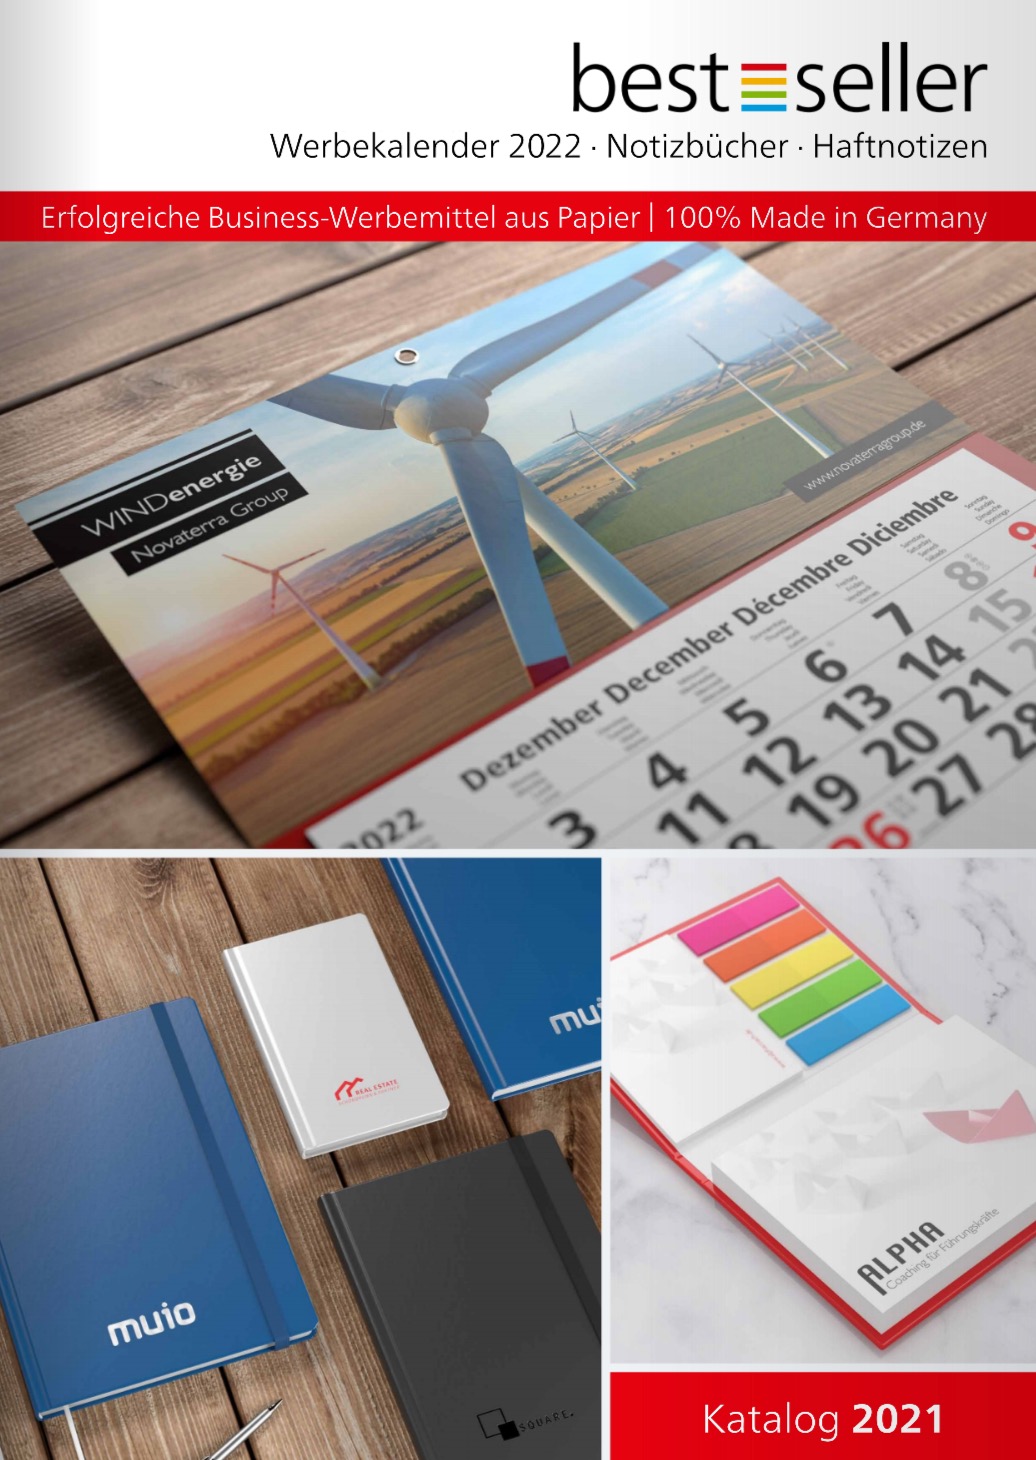 best seller
Werbekalender 2022 · Notizbücher · Haftnotizen
Erfolgreiche Business-Werbemittel aus Papier | 100% Made in Germany
WINDenergie
Novaterra Group
www.novaterragroup.de
Dezember December Décembre Diciembre
2022
3 4 5 6 7 8 9
11 12 13 14 15
18 19 20 21
26 27 28
muio
REAL ESTATE
muio
SQUARE.
ALPHA
Coaching für Führungskräfte
Katalog 2021